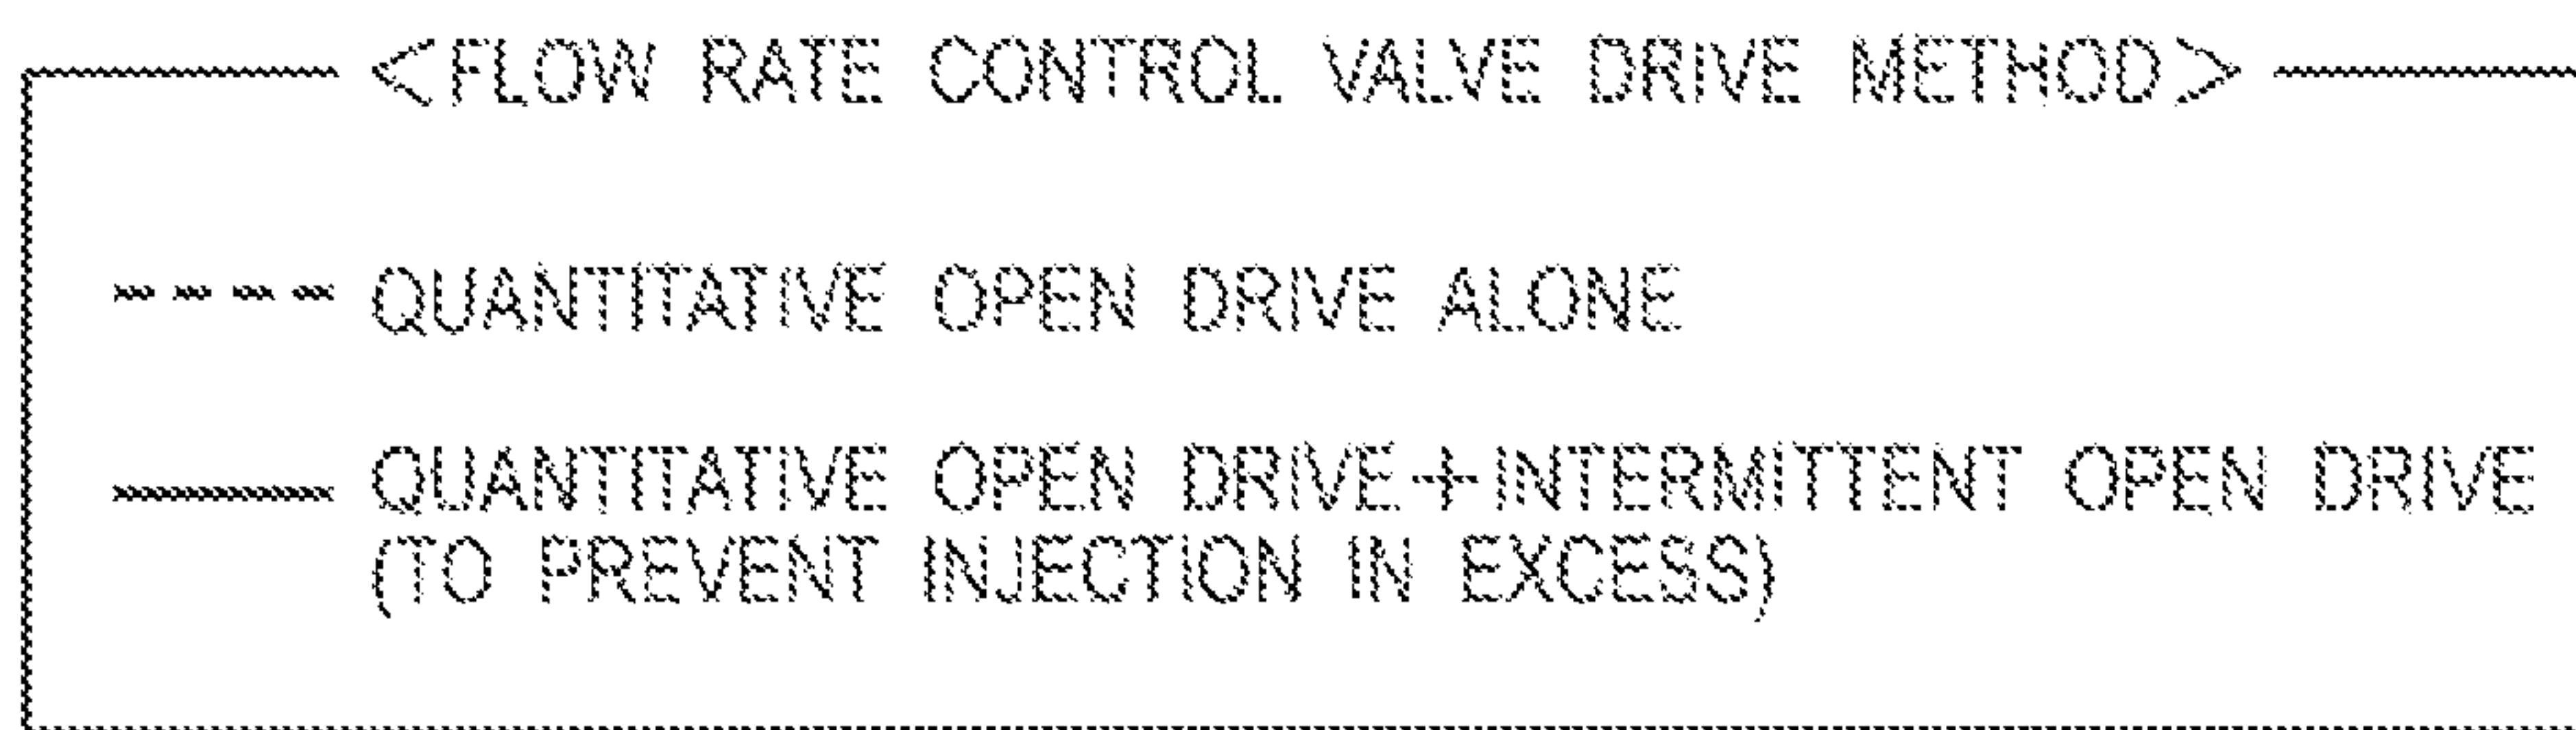 <FLOW RATE CONTROL VALVE DRIVE METHOD>
QUANTITATIVE OPEN DRIVE ALONE
QUANTITATIVE OPEN DRIVE+INTERMITTENT OPEN DRIVE
(TO PREVENT INJECTION IN EXCESS)